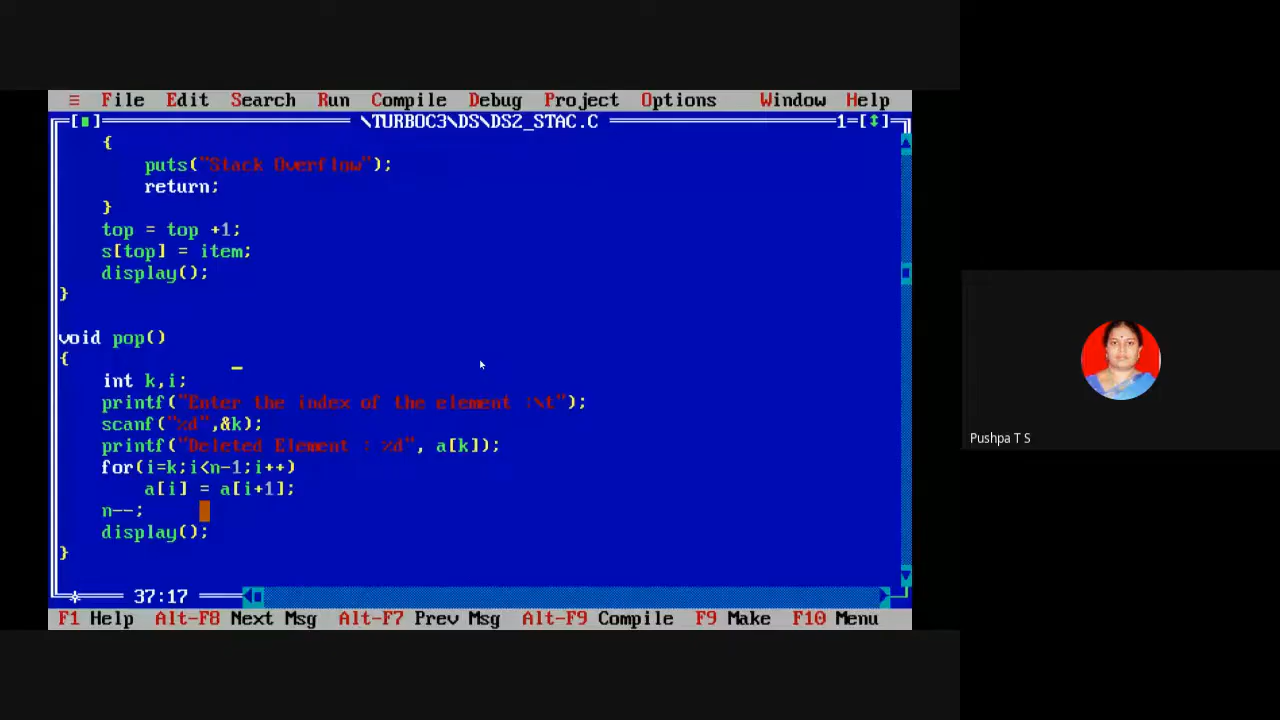 ≡ File Edit Search Run Compile Debug Project Options Window Help
[■] \TURBOC3\DS\DS2_STAC.C 1=[↕]
{
puts("Stack Overflow");
return;
}
top = top +1;
s[top] = item;
display();
}
void pop()
{
int k,i;
printf("Enter the index of the element :\t");
scanf("%d",&k);
printf("Deleted Element : %d", a[k]);
for(i=k;i<n-1;i++)
a[i] = a[i+1];
n--;
display();
}
37:17
F1 Help Alt-F8 Next Msg Alt-F7 Prev Msg Alt-F9 Compile F9 Make F10 Menu
Pushpa T S